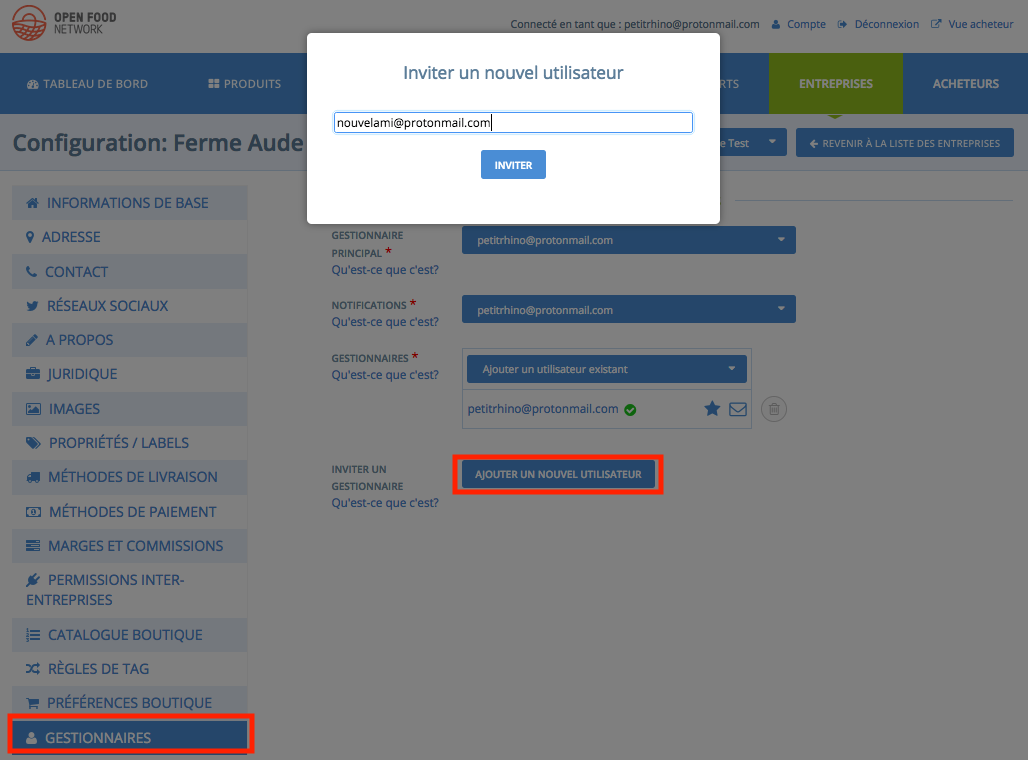 OPEN FOOD
NETWORK
Connecté en tant que : petitrhino@protonmail.com Compte Déconnexion Vue acheteur
TABLEAU DE BORD PRODUITS ENTREPRISES ACHETEURS
Inviter un nouvel utilisateur
nouvelami@protonmail.com
INVITER
Configuration: Ferme Aude
Test
REVENIR À LA LISTE DES ENTREPRISES
INFORMATIONS DE BASE
ADRESSE
CONTACT
RÉSEAUX SOCIAUX
A PROPOS
JURIDIQUE
IMAGES
PROPRIÉTÉS / LABELS
MÉTHODES DE LIVRAISON
MÉTHODES DE PAIEMENT
MARGES ET COMMISSIONS
PERMISSIONS INTER-
ENTREPRISES
CATALOGUE BOUTIQUE
RÈGLES DE TAG
PRÉFÉRENCES BOUTIQUE
GESTIONNAIRES
GESTIONNAIRE
PRINCIPAL *
Qu'est-ce que c'est?
petitrhino@protonmail.com
NOTIFICATIONS *
Qu'est-ce que c'est?
petitrhino@protonmail.com
GESTIONNAIRES *
Qu'est-ce que c'est?
Ajouter un utilisateur existant
petitrhino@protonmail.com
INVITER UN
GESTIONNAIRE
Qu'est-ce que c'est?
AJOUTER UN NOUVEL UTILISATEUR